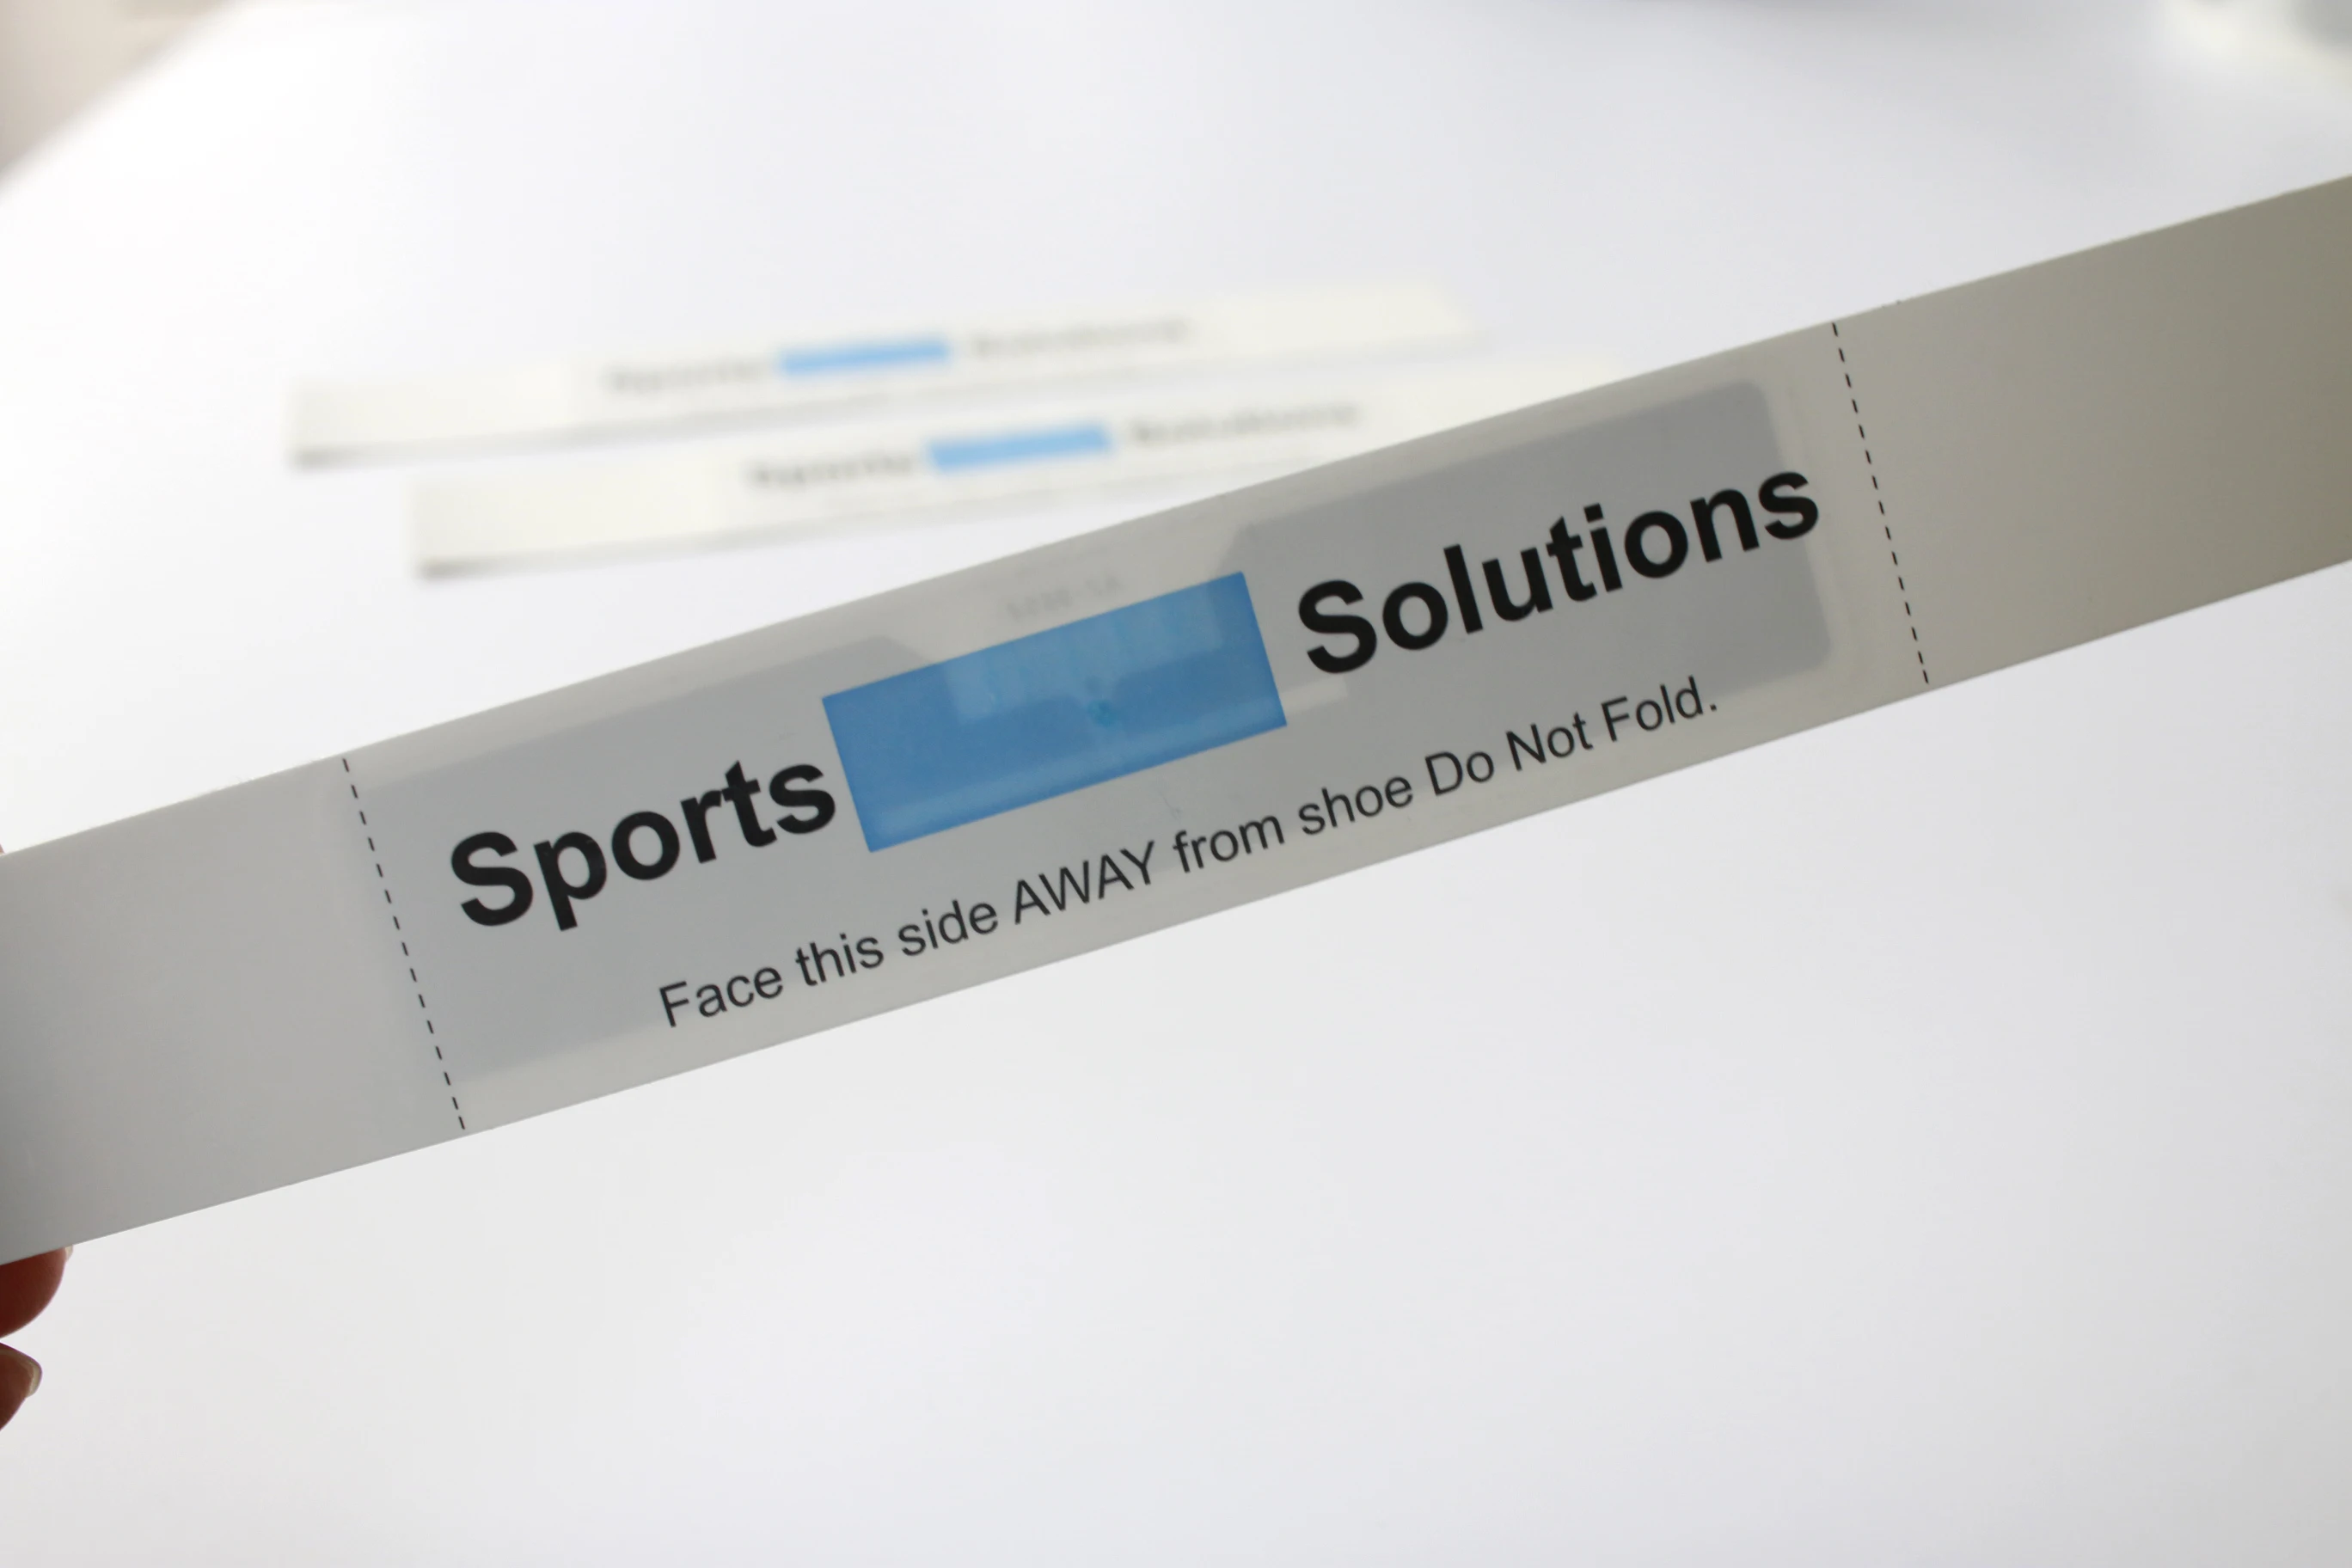 Sports Solutions
Face this side AWAY from shoe Do Not Fold.